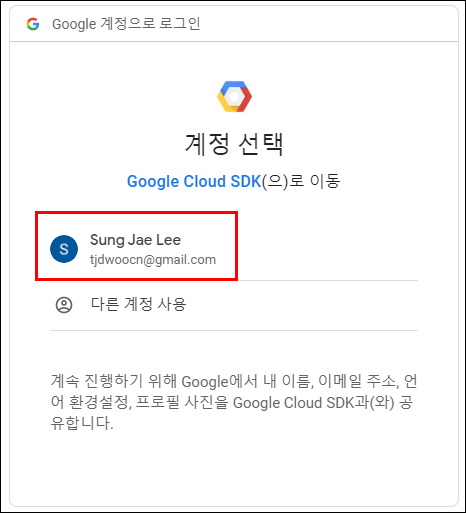 Google 계정으로 로그인
계정 선택
Google Cloud SDK(으)로 이동
S
Sung Jae Lee
tjdwoocn@gmail.com
다른 계정 사용
계속 진행하기 위해 Google에서 내 이름, 이메일 주소, 언
어 환경설정, 프로필 사진을 Google Cloud SDK과(와) 공
유합니다.